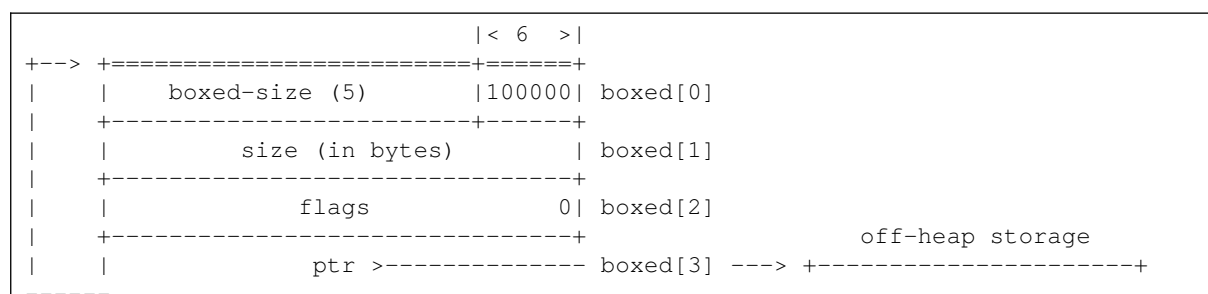 |< 6  >|
+--> +====================+======+
|    |    boxed-size (5)      |100000| boxed[0]
|    +--------------------+------+
|    |        size (in bytes)       | boxed[1]
|    +--------------------------+
|    |           flags          0| boxed[2]
|    +--------------------------+               off-heap storage
|    |            ptr >-------------- boxed[3] ---> +----------------------+